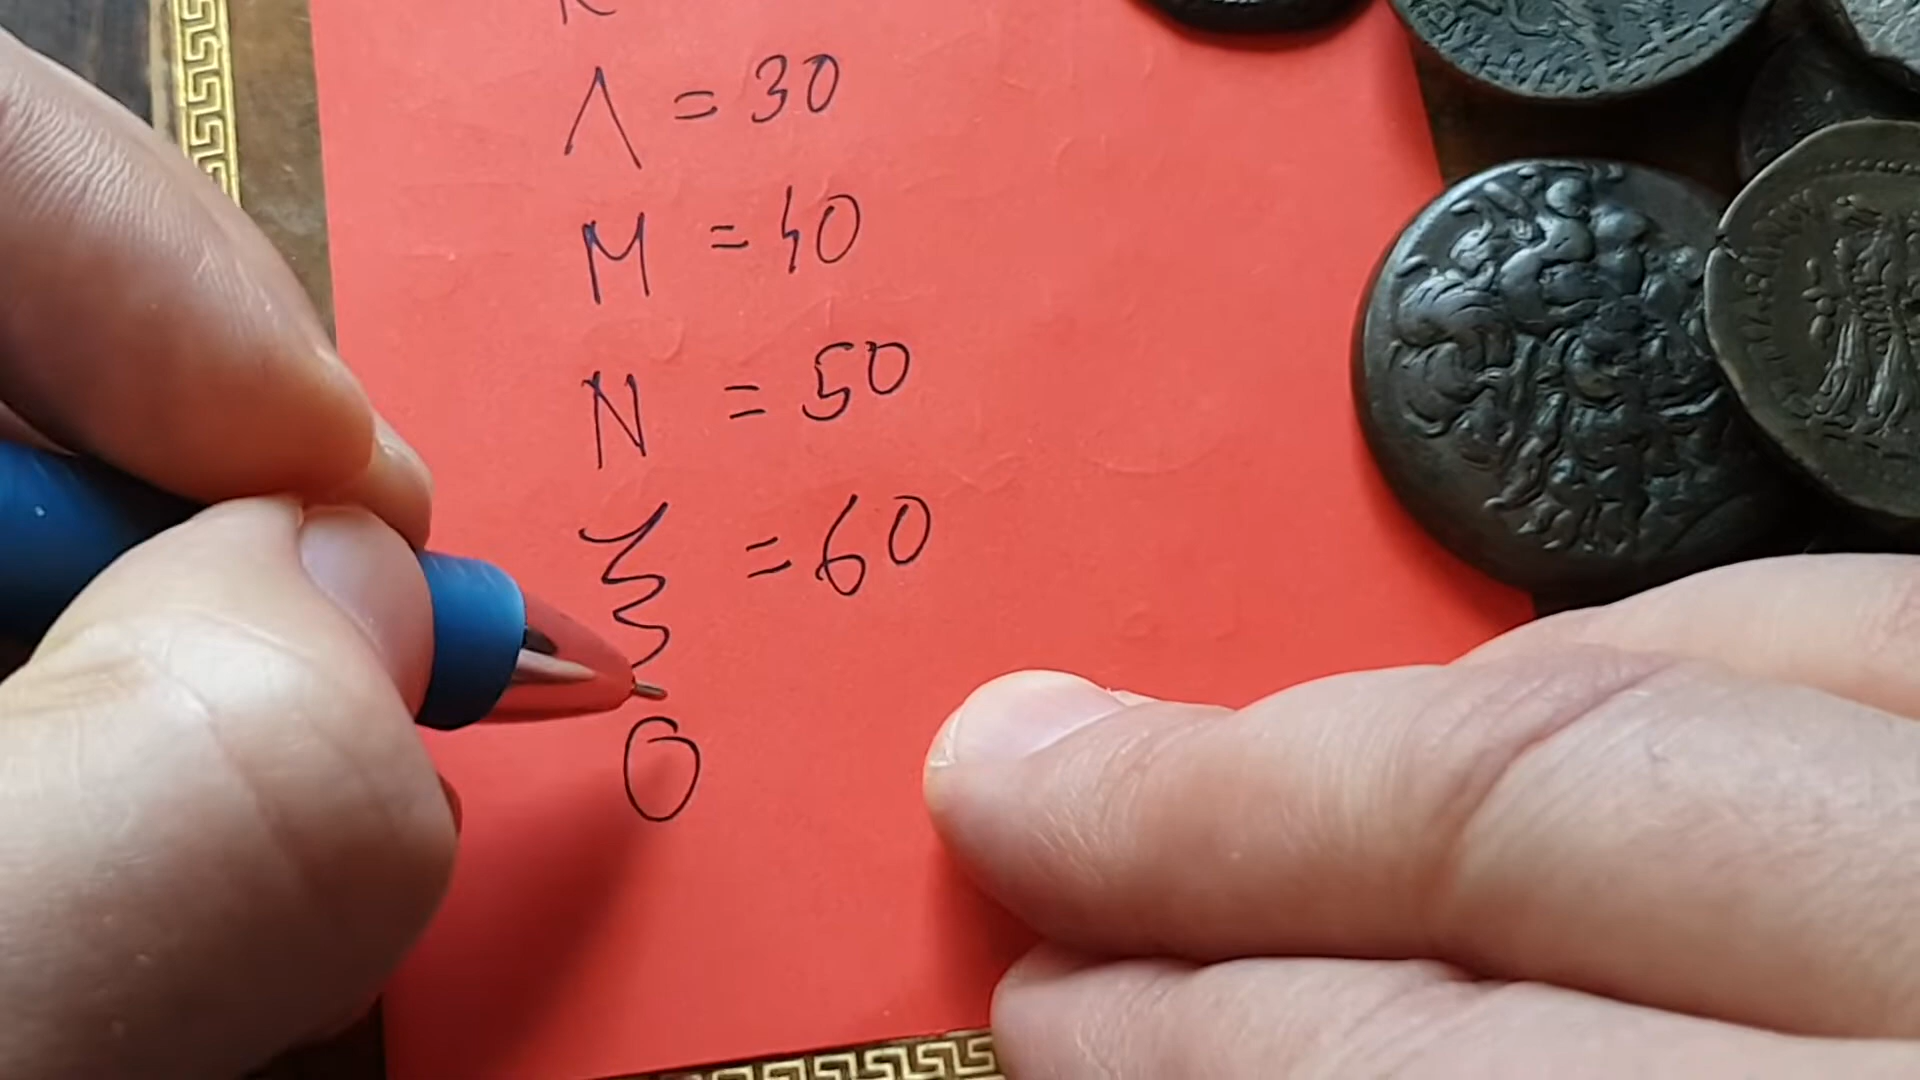 K
Λ = 30
M = 40
N = 50
ξ = 60
O